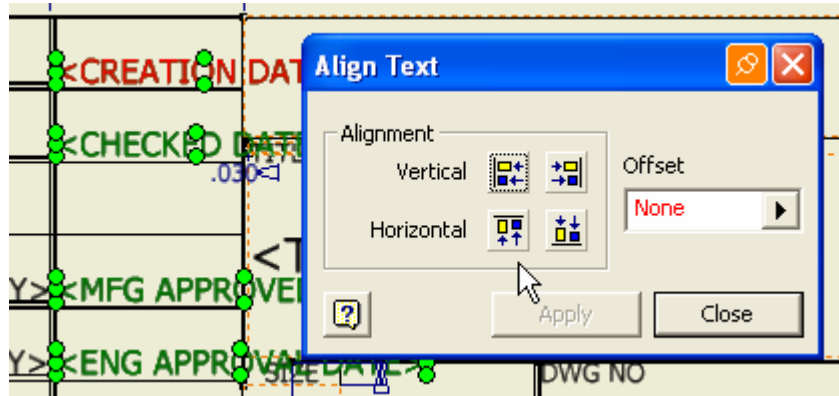 <CREATION DAT
Align Text
Alignment
<CHECKED DATE
Vertical
Offset
.030
None
Horizontal
<T
Y> <MFG APPROVE
Apply
Close
Y> <ENG APPROVAL DATE>
SIZE
DWG NO